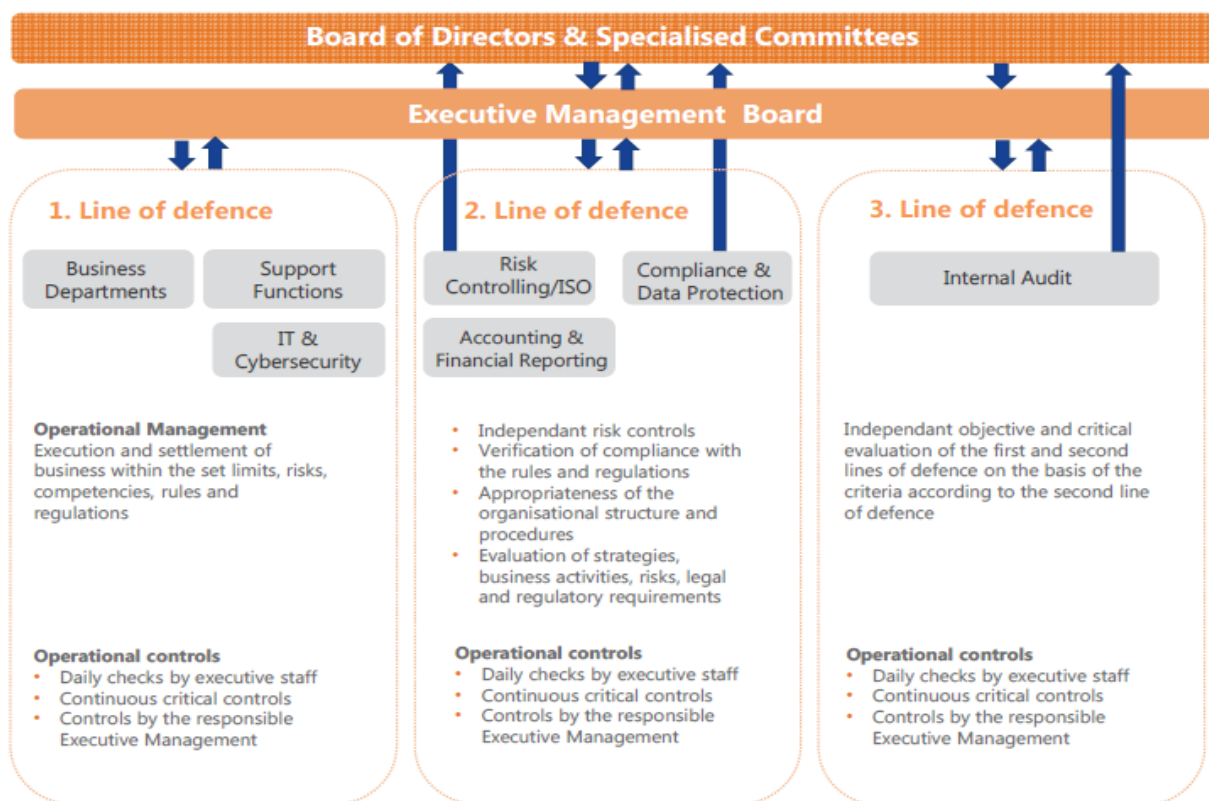 Board of Directors & Specialised Committees
Executive Management Board
1. Line of defence
Business
Departments
Support
Functions
IT &
Cybersecurity
Operational Management
Execution and settlement of
business within the set limits, risks,
competencies, rules and
regulations
Operational controls
• Daily checks by executive staff
• Continuous critical controls
• Controls by the responsible
Executive Management
2. Line of defence
Risk
Controlling/ISO
Compliance &
Data Protection
Accounting &
Financial Reporting
• Independant risk controls
• Verification of compliance with
the rules and regulations
• Appropriateness of the
organisational structure and
procedures
• Evaluation of strategies,
business activities, risks, legal
and regulatory requirements
Operational controls
• Daily checks by executive staff
• Continuous critical controls
• Controls by the responsible
Executive Management
3. Line of defence
Internal Audit
Independant objective and critical
evaluation of the first and second
lines of defence on the basis of the
criteria according to the second line
of defence
Operational controls
• Daily checks by executive staff
• Continuous critical controls
• Controls by the responsible
Executive Management